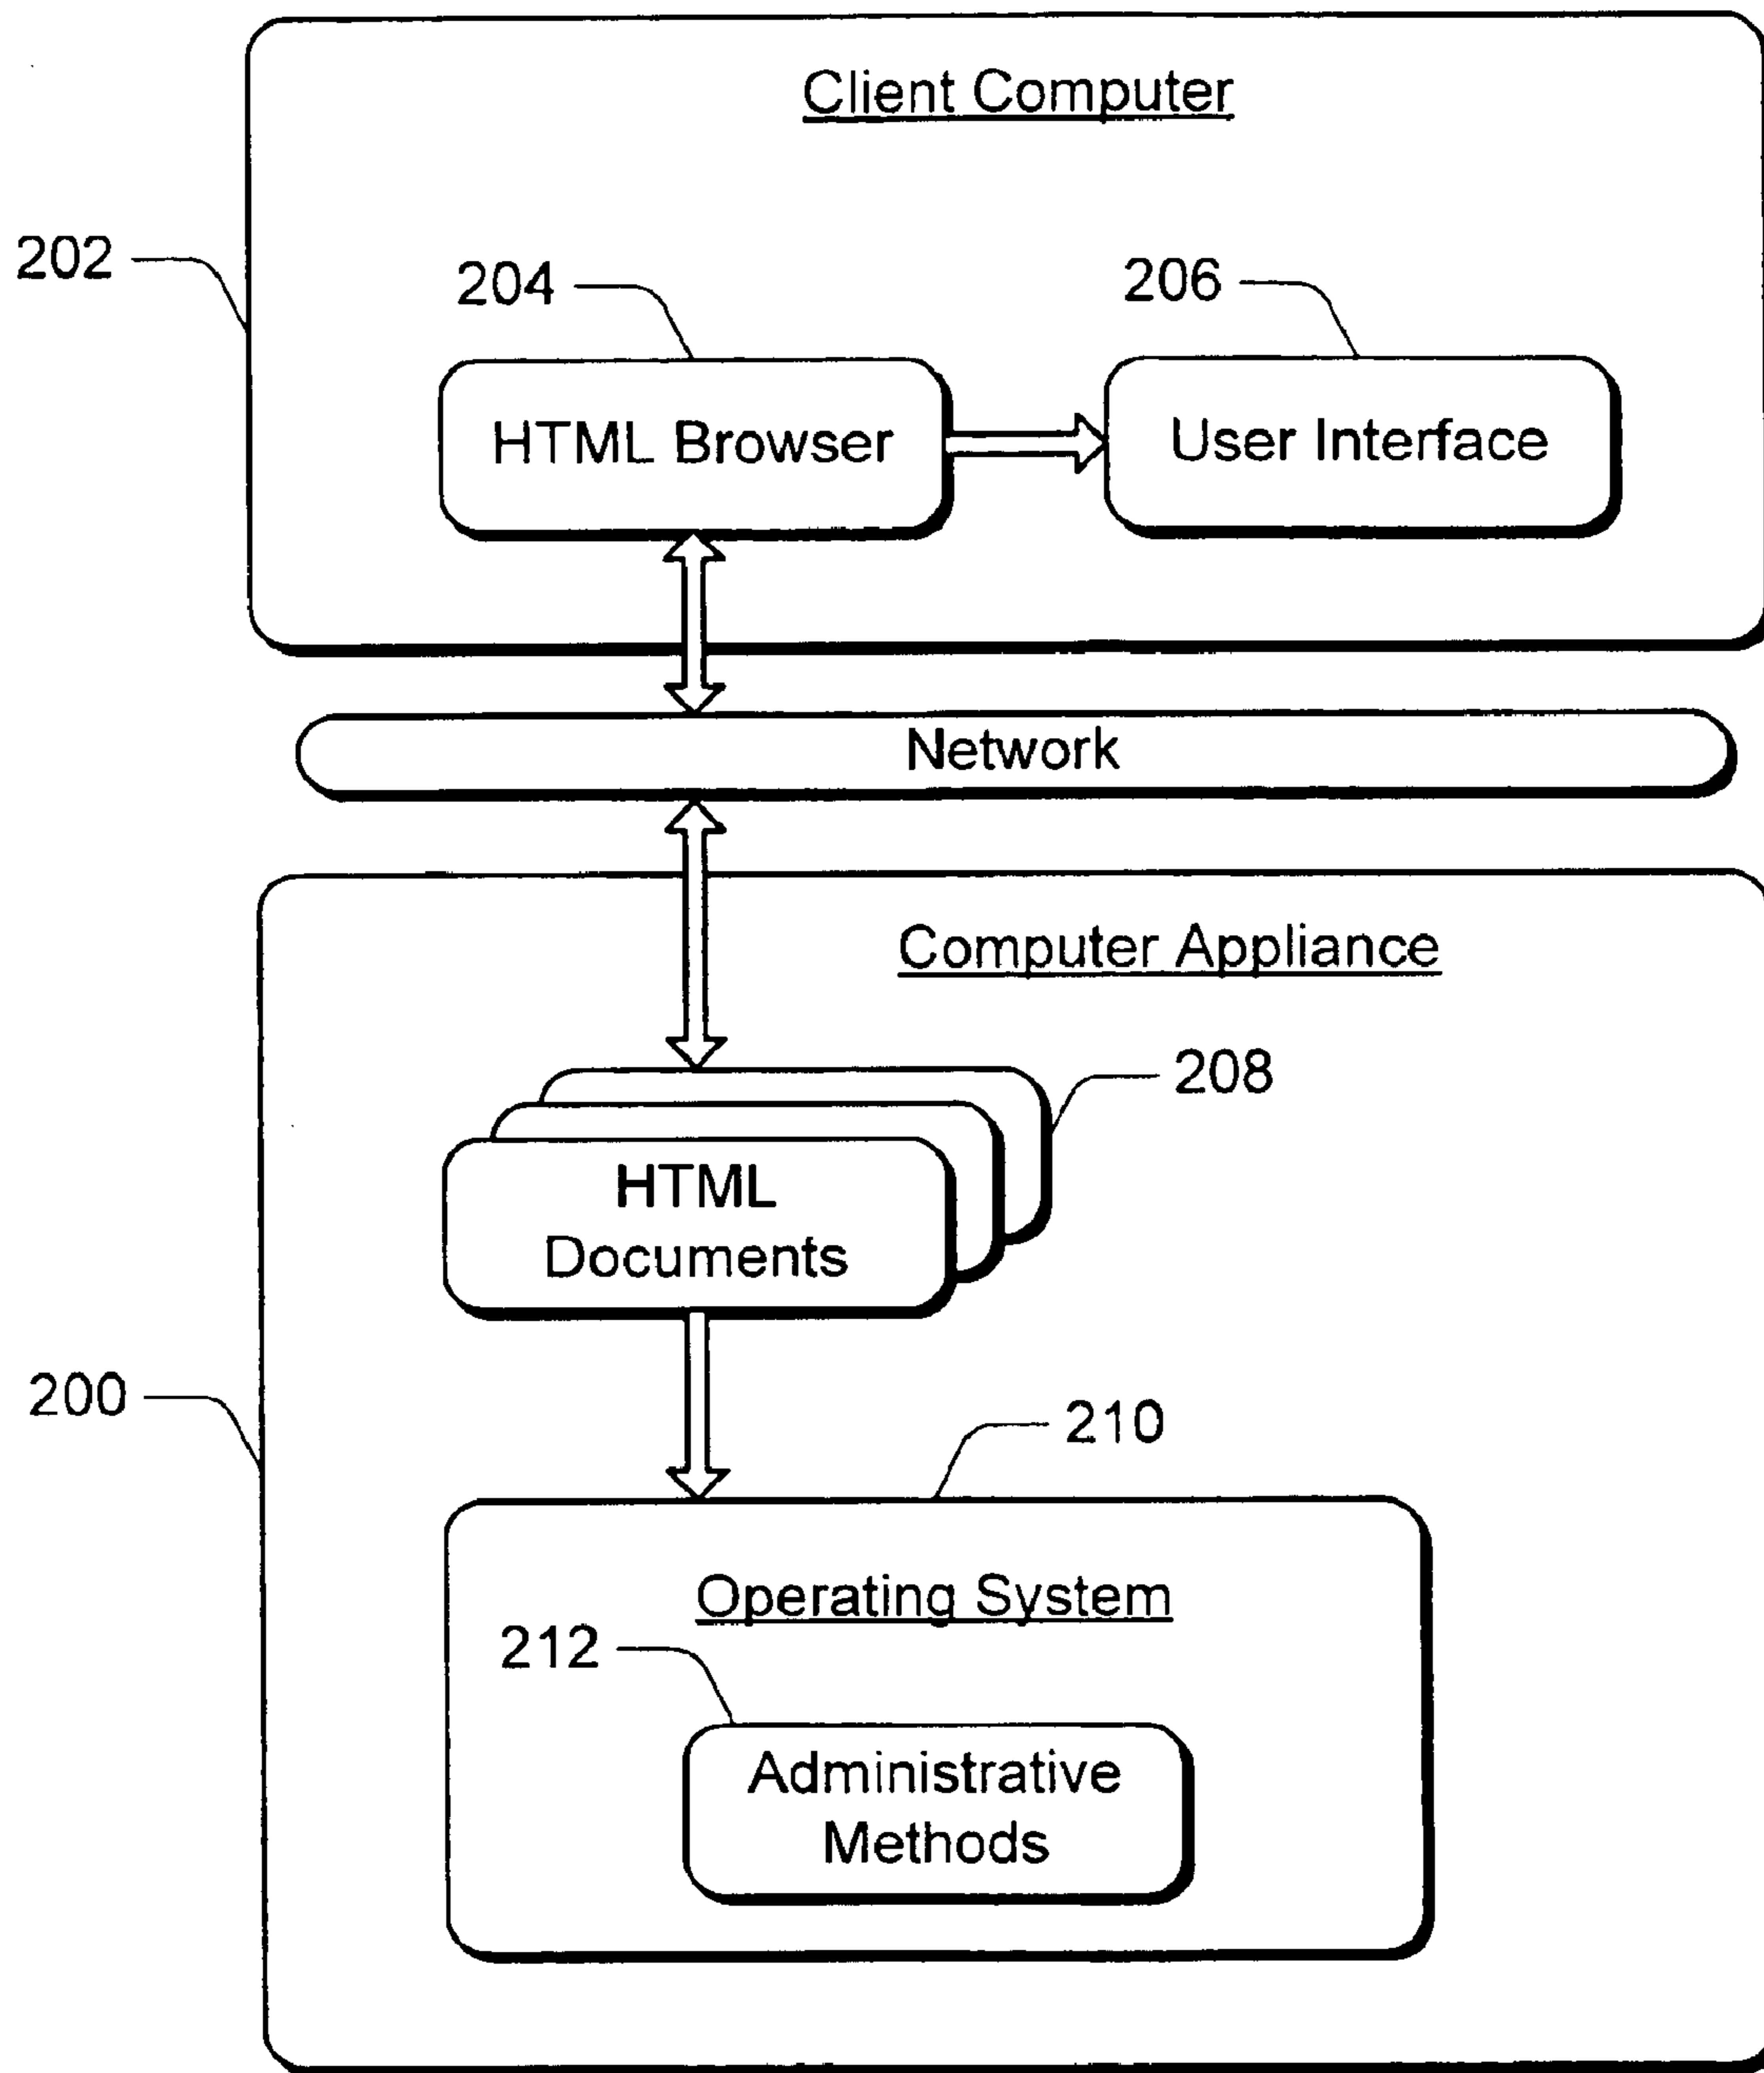 Client Computer
202
204
206
HTML Browser
User Interface
Network
Computer Appliance
208
HTML
Documents
200
210
Operating System
212
Administrative
Methods